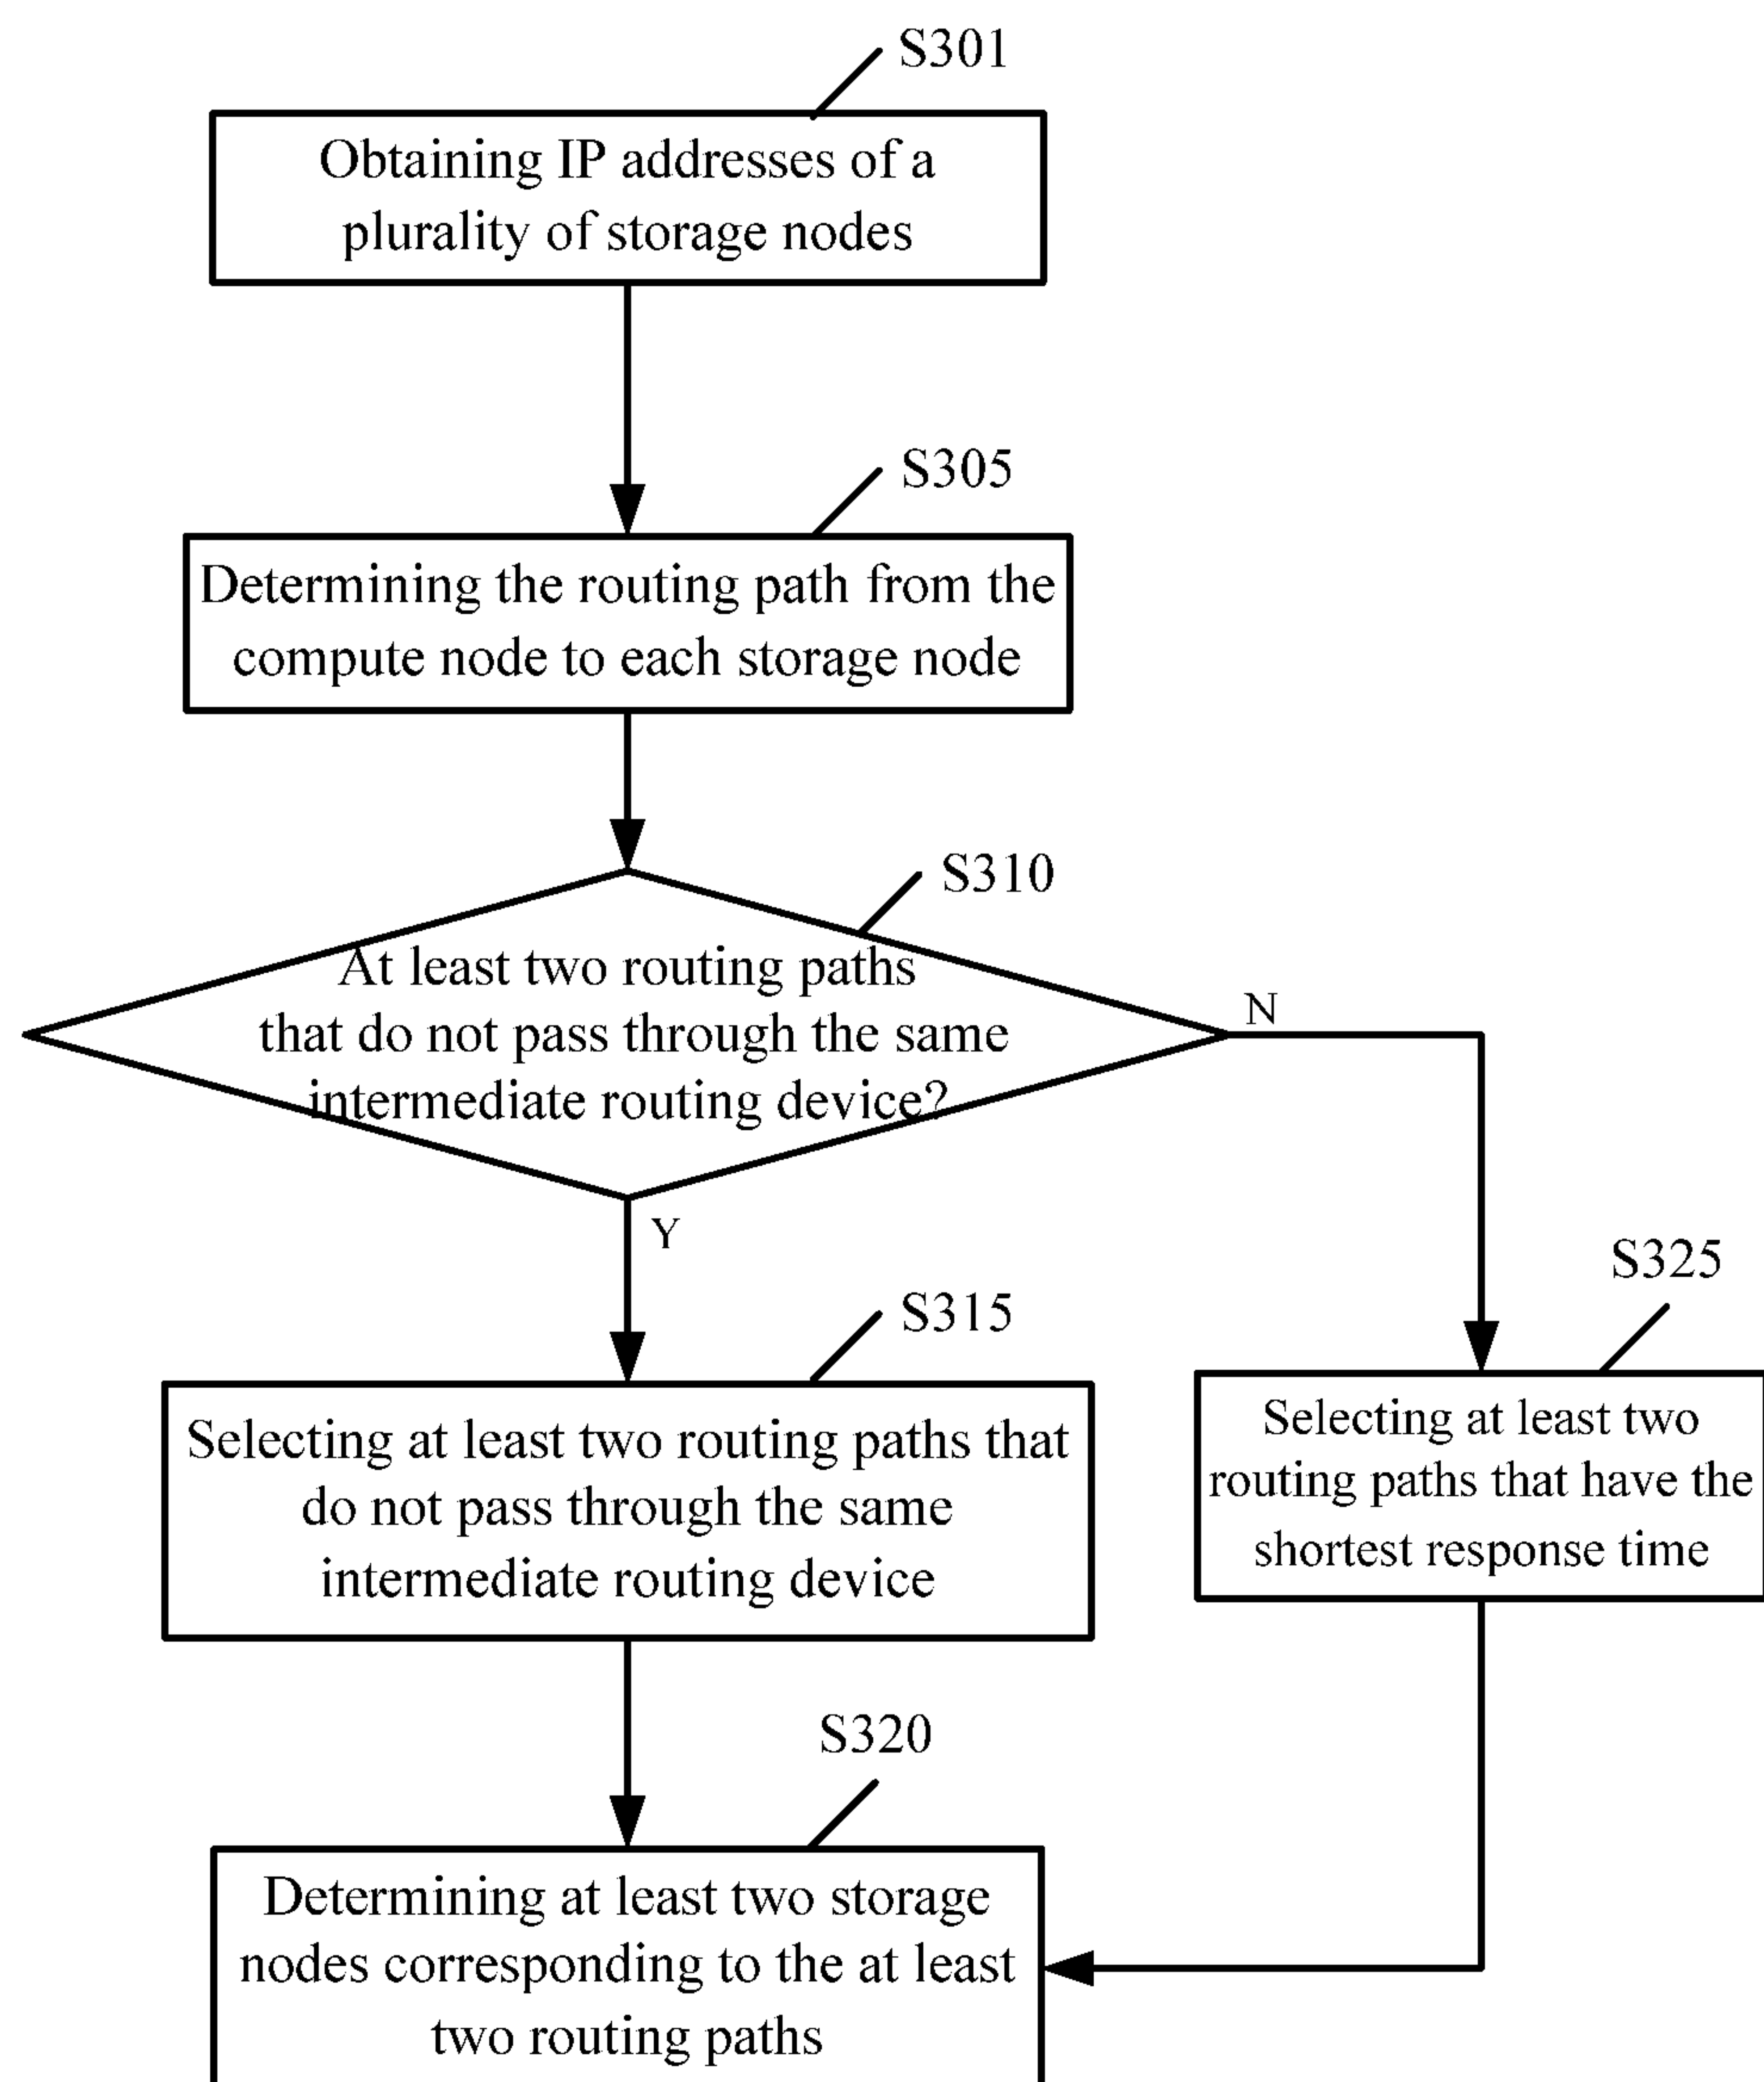 S301
Obtaining IP addresses of a
plurality of storage nodes
S305
Determining the routing path from the
compute node to each storage node
S310
At least two routing paths
that do not pass through the same
intermediate routing device?
N
Y
S315
Selecting at least two routing paths that
do not pass through the same
intermediate routing device
S325
Selecting at least two
routing paths that have the
shortest response time
S320
Determining at least two storage
nodes corresponding to the at least
two routing paths